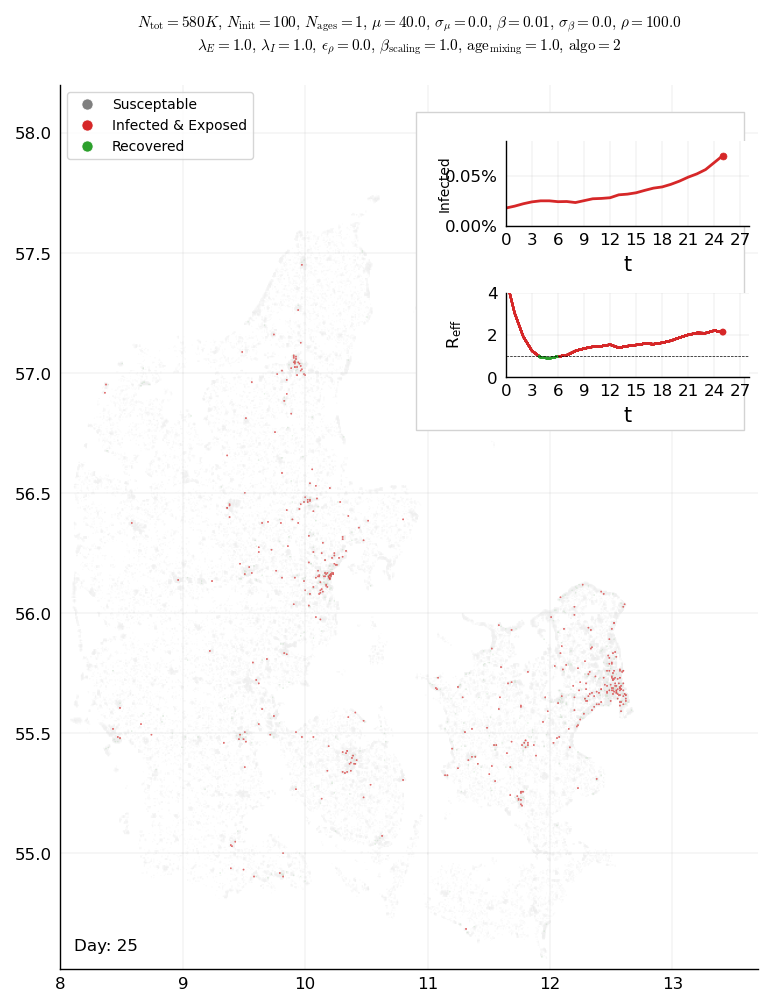 N_tot = 580K, N_init = 100, N_ages = 1, μ = 40.0, σ_μ = 0.0, β = 0.01, σ_β = 0.0, ρ = 100.0
λ_E = 1.0, λ_I = 1.0, ϵ_ρ = 0.0, β_scaling = 1.0, age_mixing = 1.0, algo = 2
Susceptable
Infected & Exposed
Recovered
Infected
0.05%
0.00%
0 3 6 9 12 15 18 21 24 27
t
R_eff
4
2
0
0 3 6 9 12 15 18 21 24 27
t
58.0
57.5
57.0
56.5
56.0
55.5
55.0
Day: 25
8 9 10 11 12 13